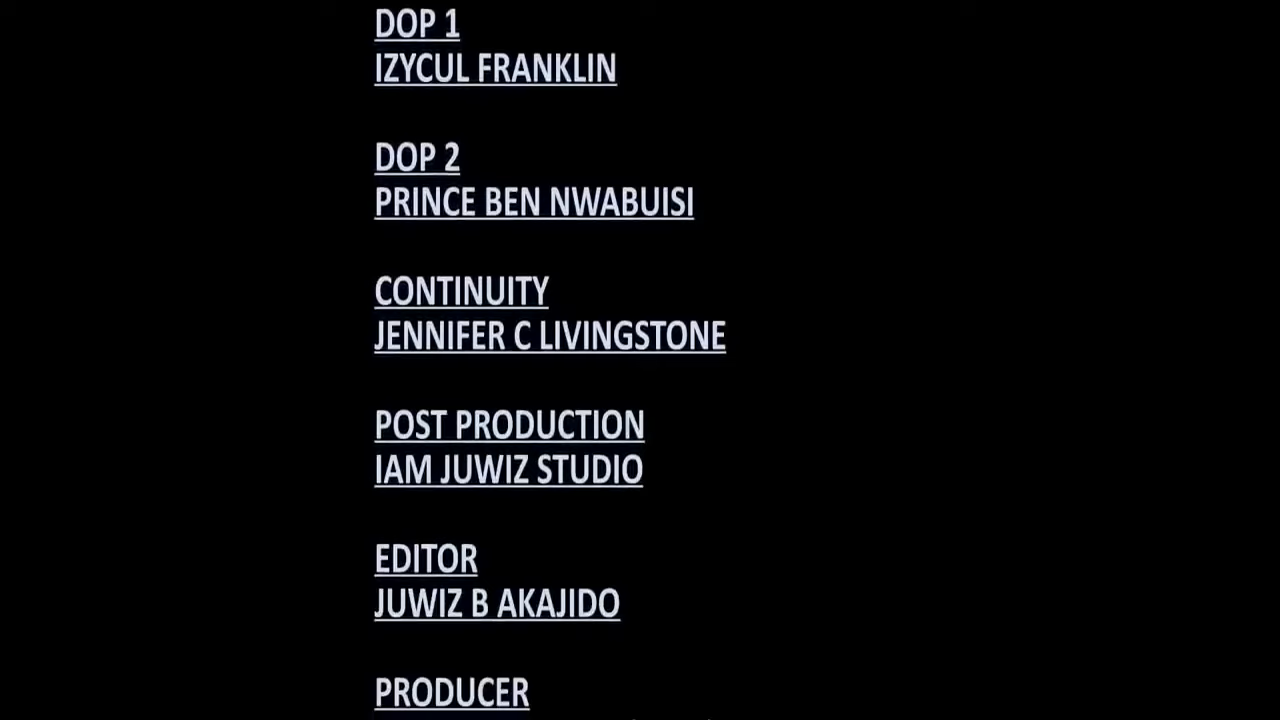 DOP 1
IZYCUL FRANKLIN
DOP 2
PRINCE BEN NWABUISI
CONTINUITY
JENNIFER C LIVINGSTONE
POST PRODUCTION
IAM JUWIZ STUDIO
EDITOR
JUWIZ B AKAJIDO
PRODUCER